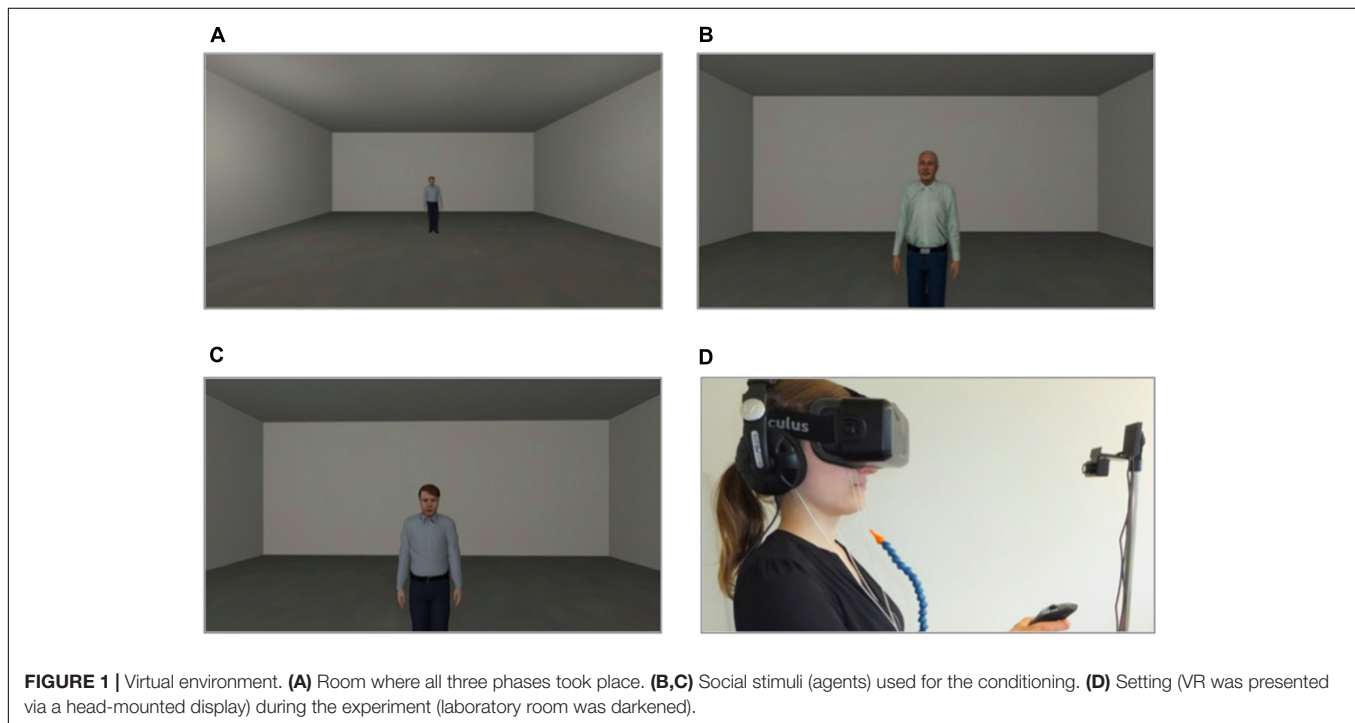 A
B
C
D
culus
FIGURE 1 | Virtual environment. (A) Room where all three phases took place. (B,C) Social stimuli (agents) used for the conditioning. (D) Setting (VR was presented
via a head-mounted display) during the experiment (laboratory room was darkened).